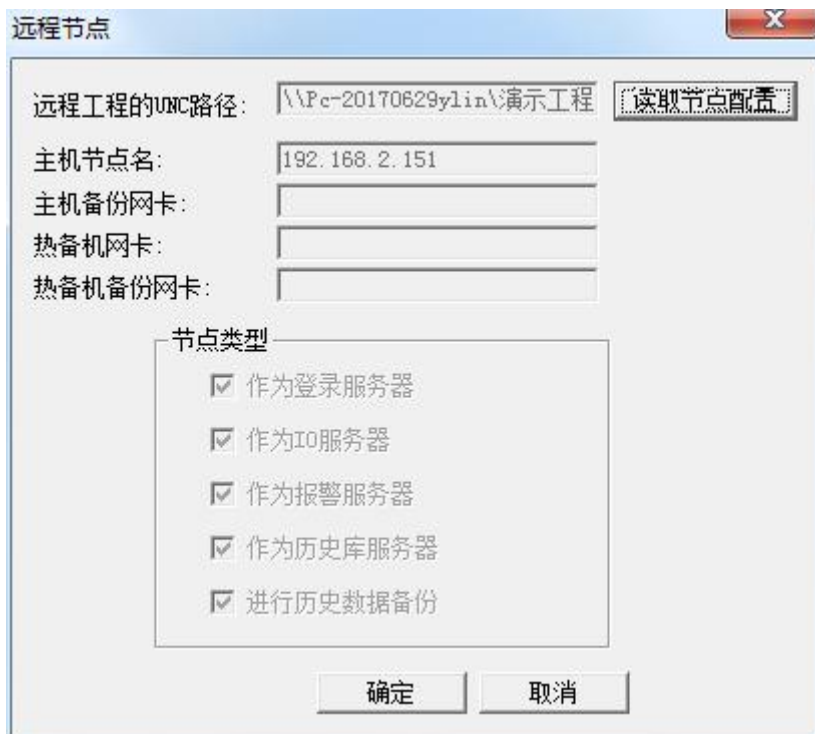 远程节点
远程工程的UNC路径: \\Pc-20170629ylin\演示工程 读取节点配置
主机节点名: 192.168.2.151
主机备份网卡:
热备机网卡:
热备机备份网卡:
节点类型
作为登录服务器
作为IO服务器
作为报警服务器
作为历史库服务器
进行历史数据备份
确定 取消